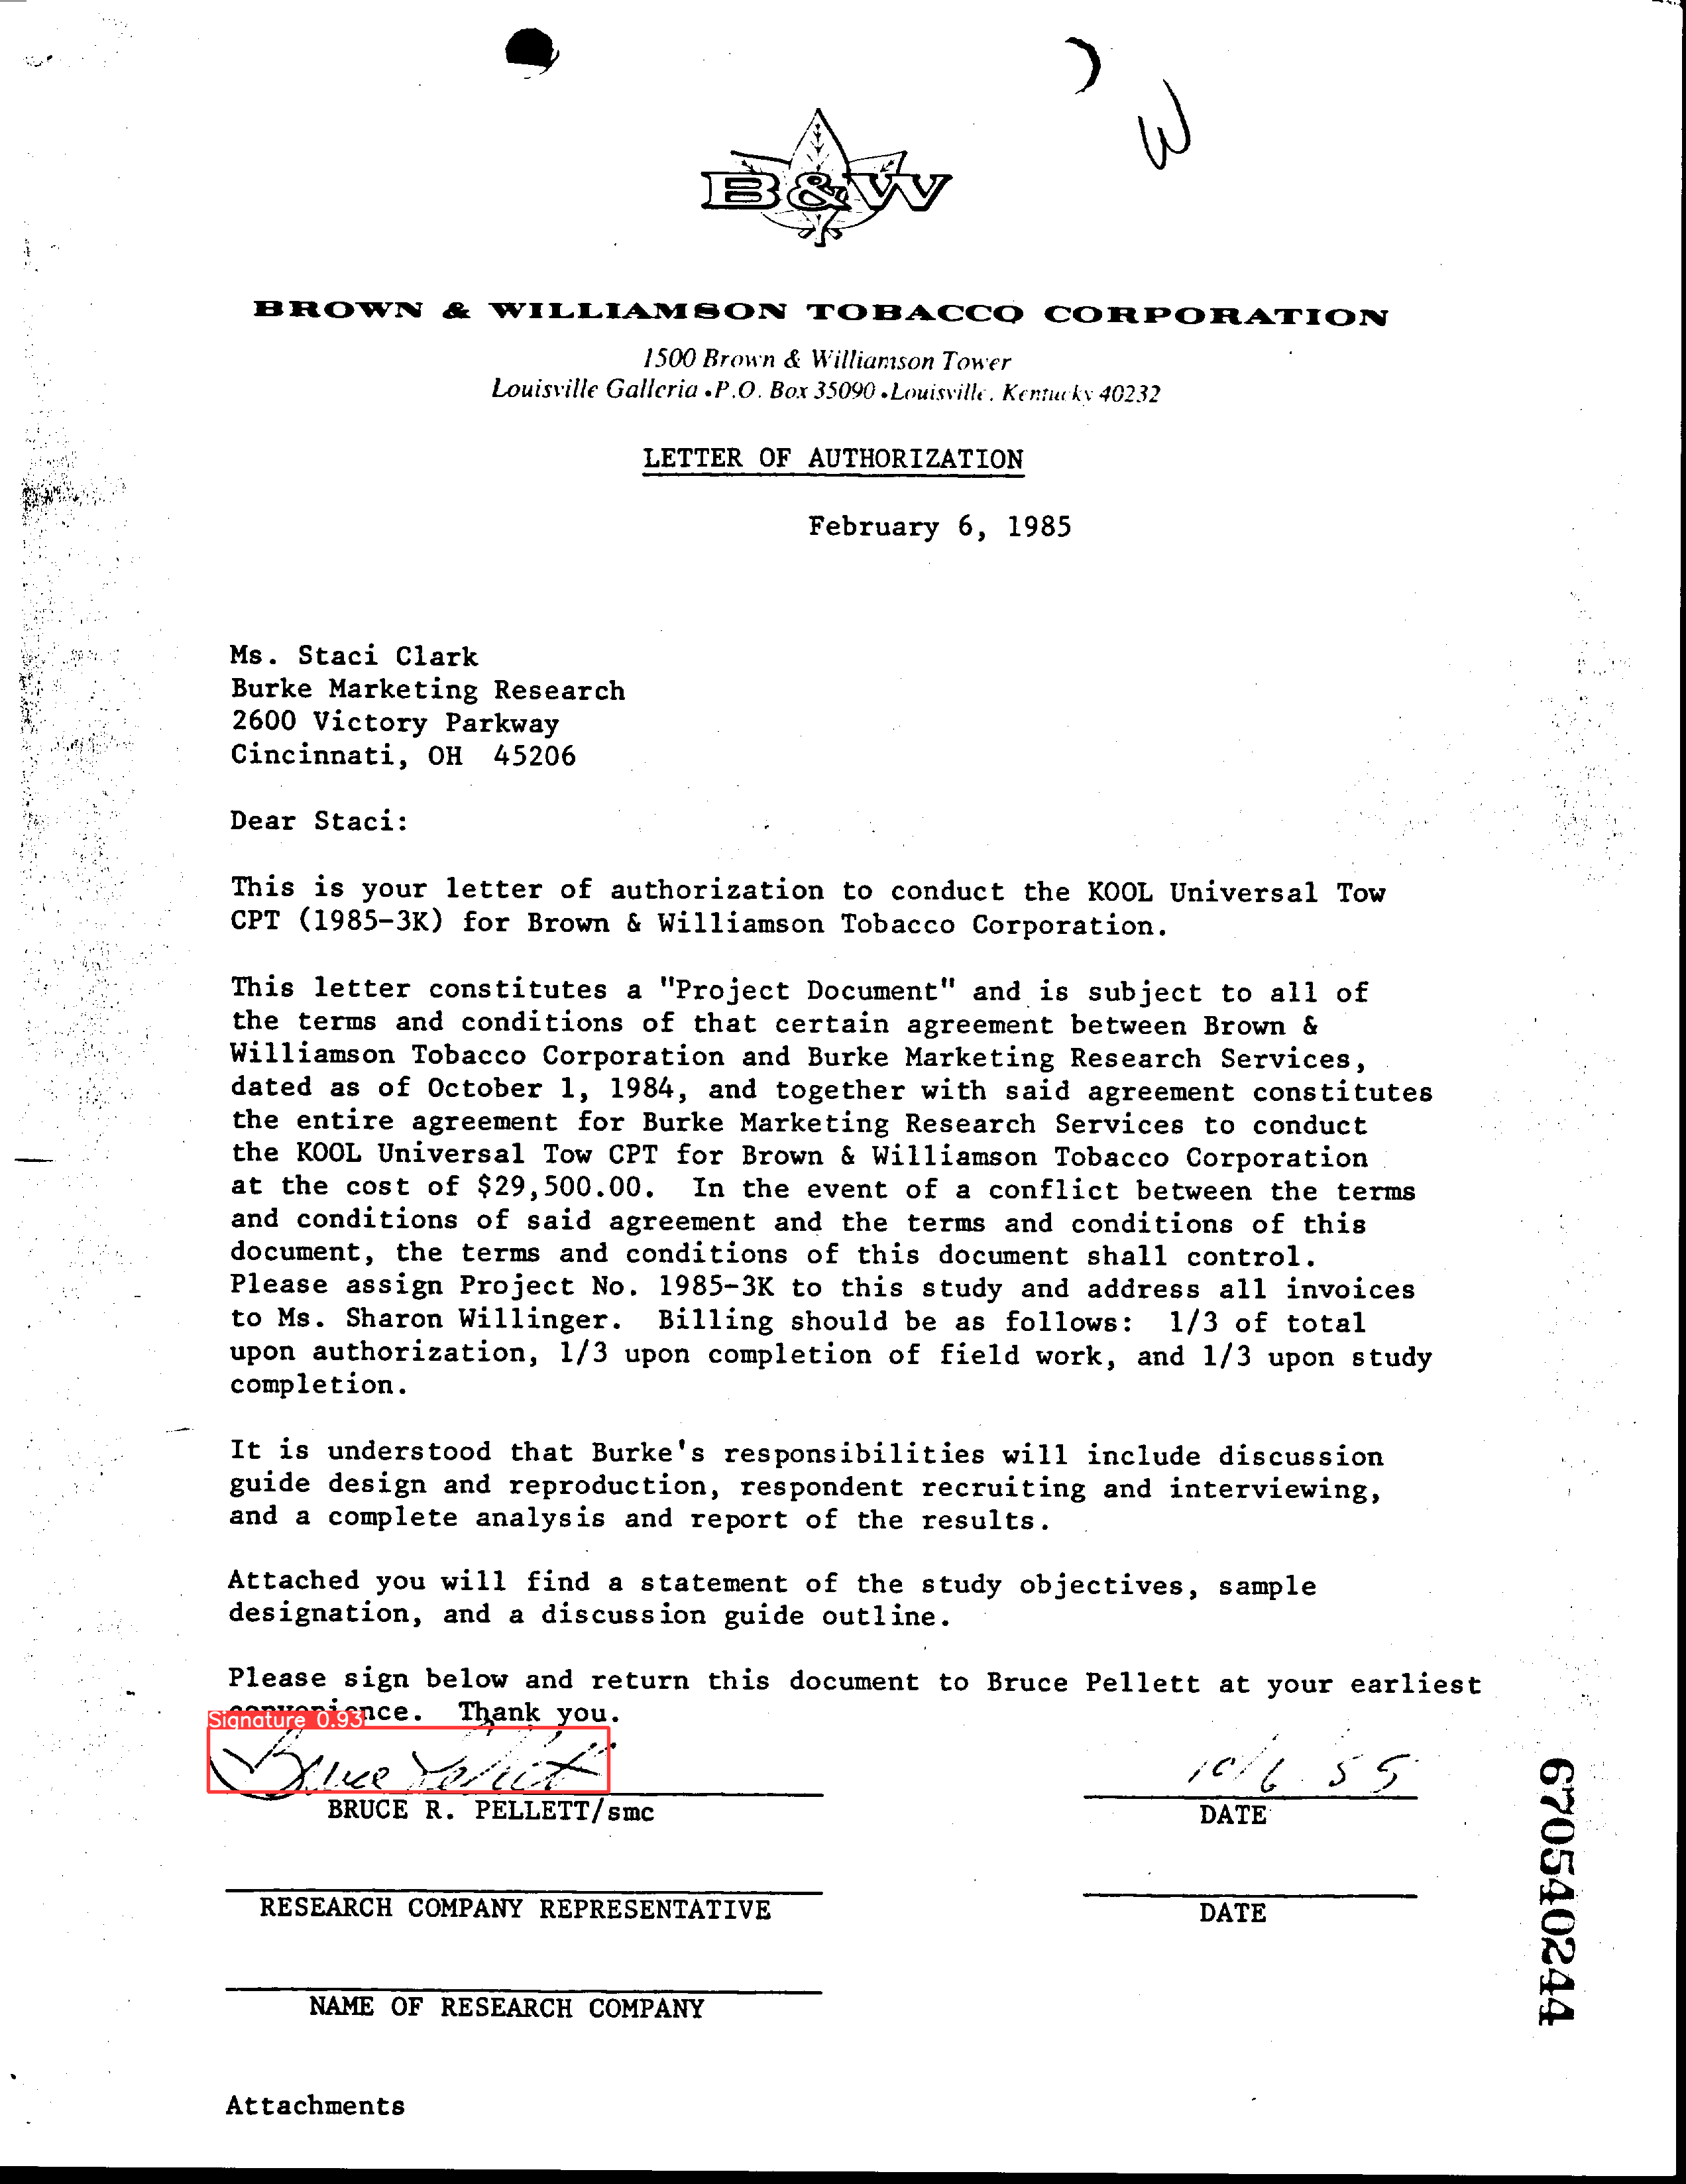 W
B&W
BROWN & WILLIAMSON TOBACCO CORPORATION
1500 Brown & Williamson Tower
Louisville Galleria • P.O. Box 35090 • Louisville, Kentucky 40232
LETTER OF AUTHORIZATION
February 6, 1985
Ms. Staci Clark
Burke Marketing Research
2600 Victory Parkway
Cincinnati, OH 45206
Dear Staci:
This is your letter of authorization to conduct the KOOL Universal Tow
CPT (1985-3K) for Brown & Williamson Tobacco Corporation.
This letter constitutes a "Project Document" and is subject to all of
the terms and conditions of that certain agreement between Brown &
Williamson Tobacco Corporation and Burke Marketing Research Services,
dated as of October 1, 1984, and together with said agreement constitutes
the entire agreement for Burke Marketing Research Services to conduct
the KOOL Universal Tow CPT for Brown & Williamson Tobacco Corporation
at the cost of $29,500.00. In the event of a conflict between the terms
and conditions of said agreement and the terms and conditions of this
document, the terms and conditions of this document shall control.
Please assign Project No. 1985-3K to this study and address all invoices
to Ms. Sharon Willinger. Billing should be as follows: 1/3 of total
upon authorization, 1/3 upon completion of field work, and 1/3 upon study
completion.
It is understood that Burke's responsibilities will include discussion
guide design and reproduction, respondent recruiting and interviewing,
and a complete analysis and report of the results.
Attached you will find a statement of the study objectives, sample
designation, and a discussion guide outline.
Please sign below and return this document to Bruce Pellett at your earliest
convenience. Thank you.
Signature 0.93
Bruce Pellett
BRUCE R. PELLETT/smc
DATE
RESEARCH COMPANY REPRESENTATIVE
DATE
NAME OF RESEARCH COMPANY
Attachments
670540244